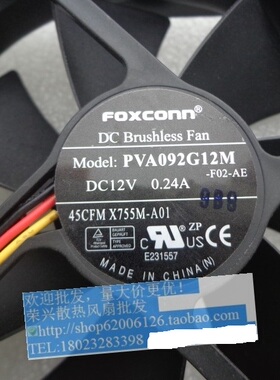 FOXCONN®
DC Brushless Fan
Model: PVA092G12M
-F02-AE
DC12V 0.24A
45CFM X755M-A01
c UL US ZP
E231557
MADE IN CHINA(N)
欢迎批发，量大价更优！
荣兴散热风扇批发
http://shop62006126.taobao.com
TEL:18023283398